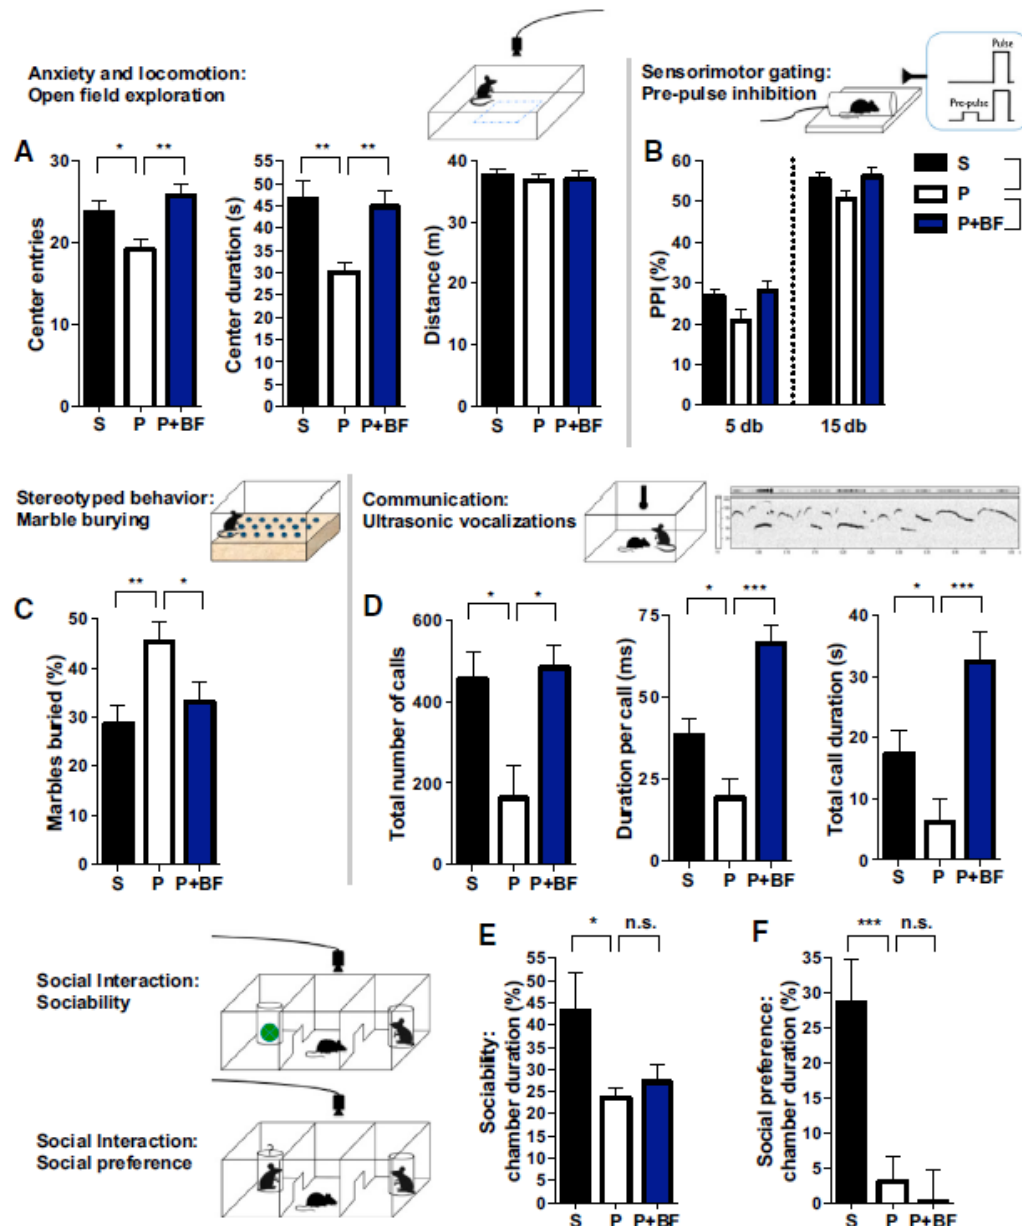 Anxiety and locomotion:
Open field exploration
Sensorimotor gating:
Pre-pulse inhibition
Pulse
Pre-pulse
A
* **
Center entries
30
20
10
0
S P P+BF
** **
Center duration (s)
55
50
45
40
35
30
25
20
15
10
5
0
S P P+BF
Distance (m)
40
30
20
10
0
S P P+BF
B
PPI (%)
60
50
40
30
20
10
0
5 db 15 db
S
P
P+BF
Stereotyped behavior:
Marble burying
Communication:
Ultrasonic vocalizations
C
** *
Marbles buried (%)
50
40
30
20
10
0
S P P+BF
D
* *
Total number of calls
600
400
200
0
S P P+BF
* ***
Duration per call (ms)
75
50
25
0
S P P+BF
* ***
Total call duration (s)
40
30
20
10
0
S P P+BF
Social Interaction:
Sociability
Social Interaction:
Social preference
E
* n.s.
Sociability:
chamber duration (%)
55
50
45
40
35
30
25
20
15
10
5
0
S P P+BF
F
*** n.s.
Social preference:
chamber duration (%)
35
30
25
20
15
10
5
0
S P P+BF